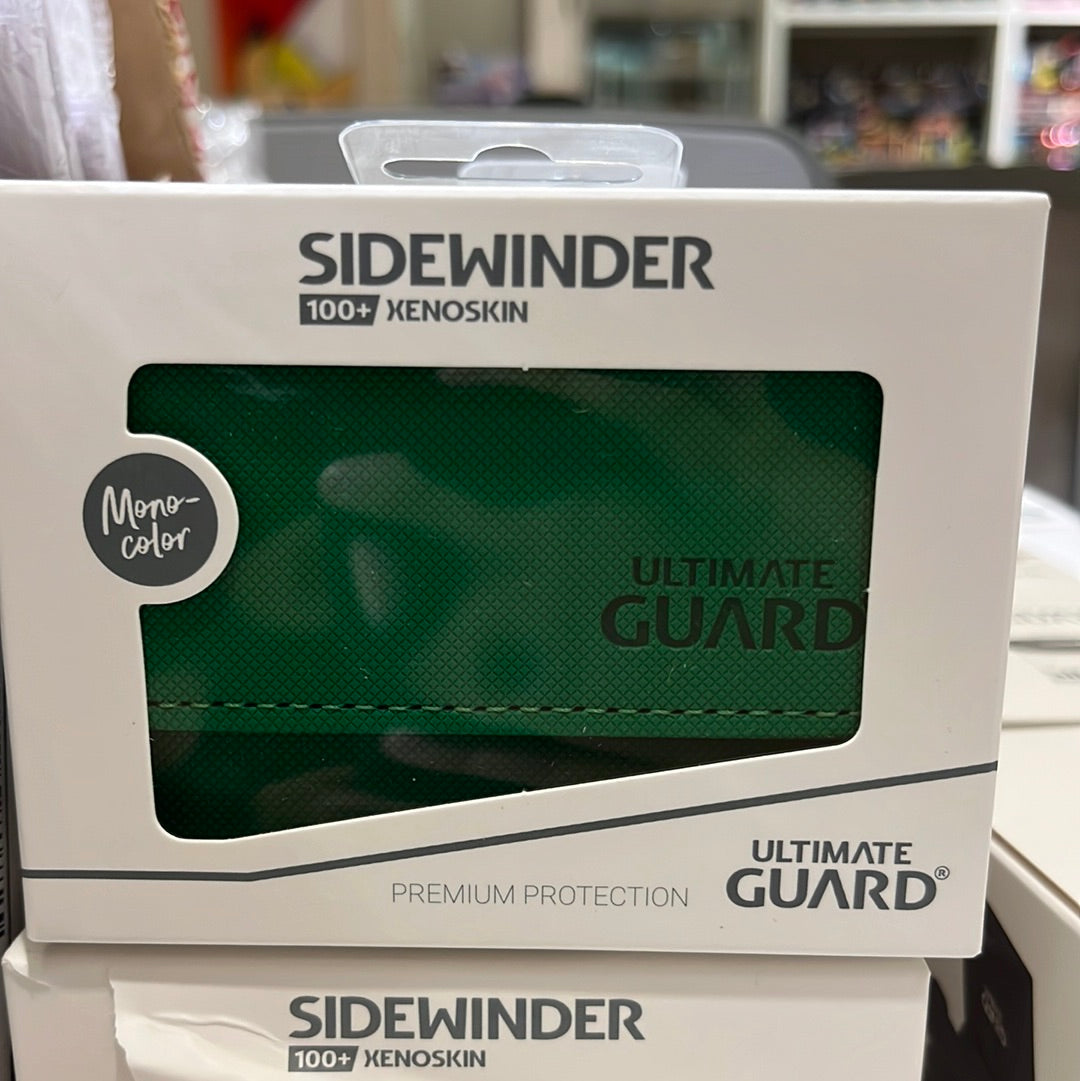 SIDEWINDER
100+ XENOSKIN
Mono-
color
ULTIMATE
GUARD
PREMIUM PROTECTION
ULTIMATE
GUARD®
SIDEWINDER
100+ XENOSKIN